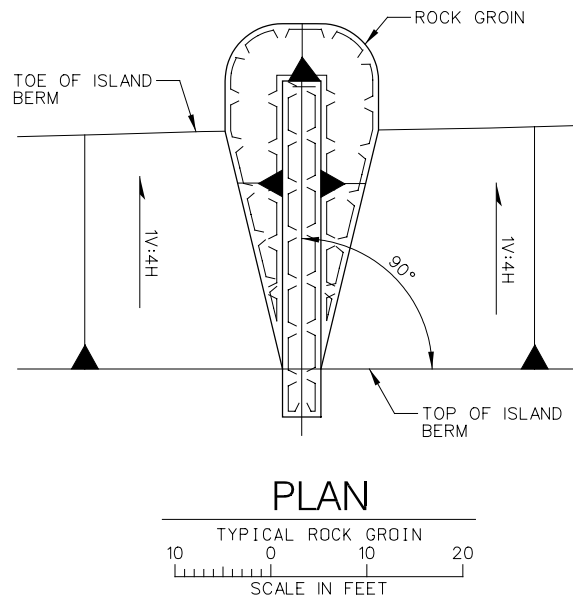 ROCK GROIN
TOE OF ISLAND
BERM
1V:4H
1V:4H
90°
TOP OF ISLAND
BERM
PLAN
TYPICAL ROCK GROIN
10 0 10 20
SCALE IN FEET